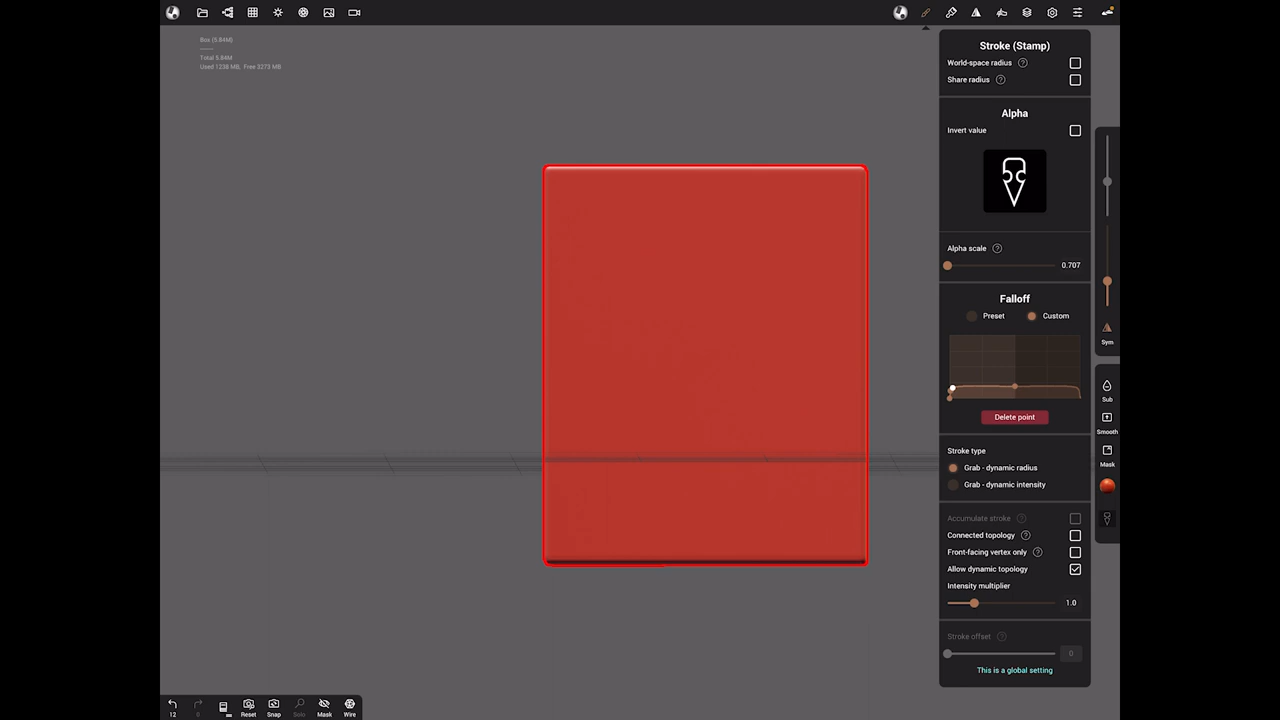 Box (5.84M)
Total 5.84M
Used 1238 MB, Free 3273 MB
Stroke (Stamp)
World-space radius ?
Share radius ?
Alpha
Invert value
Alpha scale ?
0.707
Falloff
Preset Custom
Delete point
Stroke type
Grab - dynamic radius
Grab - dynamic intensity
Accumulate stroke ?
Connected topology ?
Front-facing vertex only ?
Allow dynamic topology
Intensity multiplier
1.0
Stroke offset ?
0
This is a global setting
Sym
Sub
Smooth
Mask
12 0 Reset Snap Solo Mask Wire